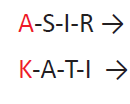 A-S-I-R →
K-A-T-I →